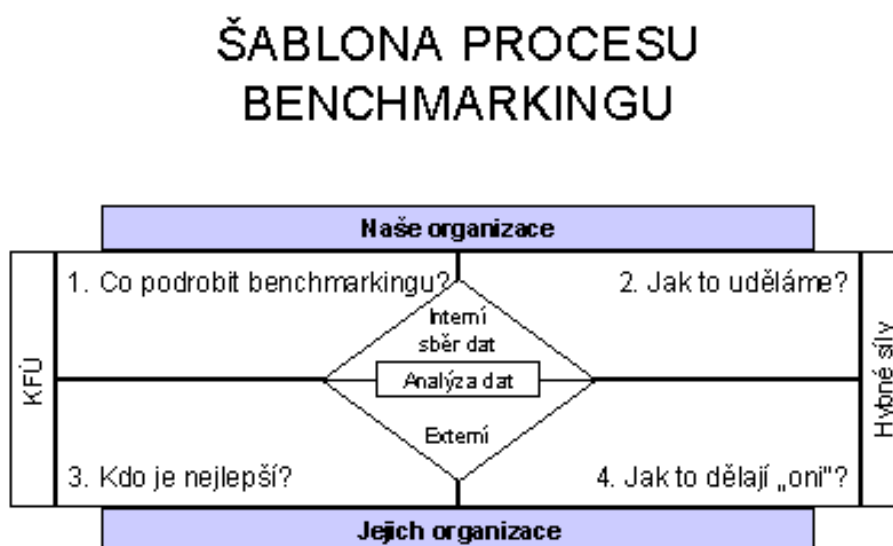 ŠABLONA PROCESU
BENCHMARKINGU
Naše organizace
1. Co podrobit benchmarkingu?
2. Jak to uděláme?
Interní
sběr dat
KFÚ
Analýza dat
Hybné síly
Externí
3. Kdo je nejlepší?
4. Jak to dělají „oni"?
Jejich organizace